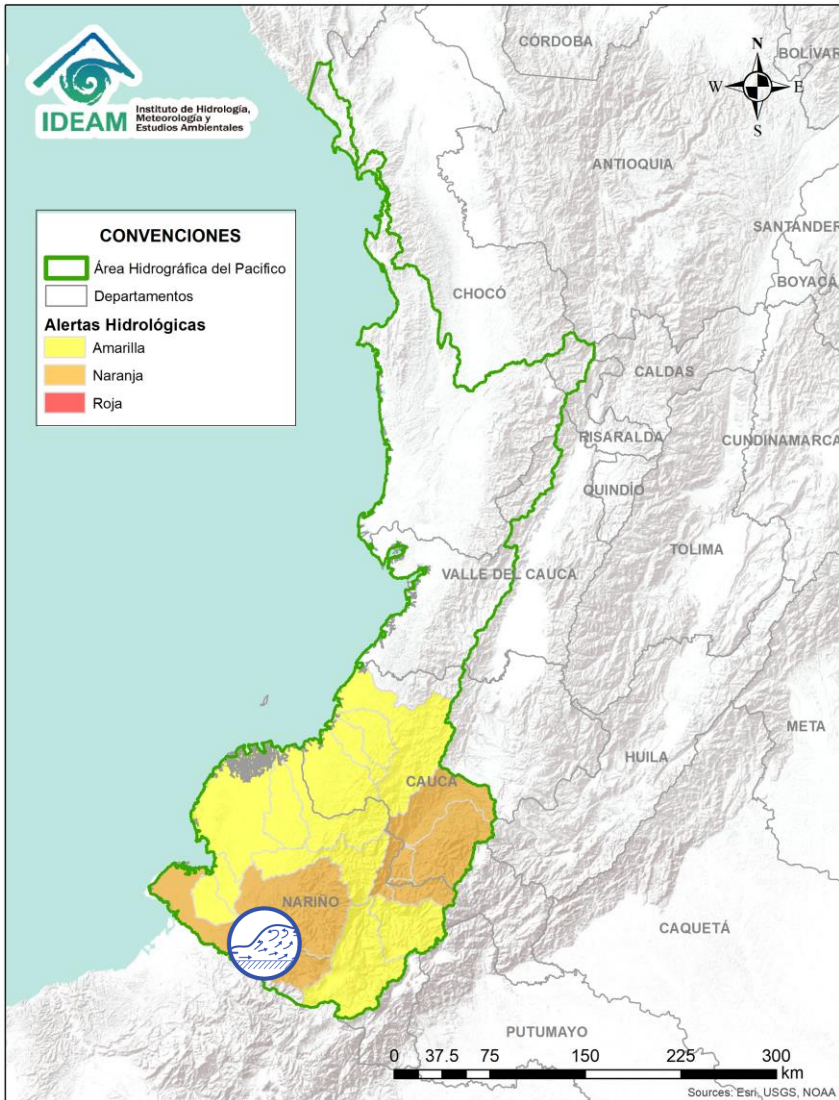 IDEAM
Instituto de Hidrología,
Meteorología y
Estudios Ambientales
CÓRDOBA
BOLÍVAR
N
W
E
S
ANTIOQUIA
CONVENCIONES
Área Hidrográfica del Pacifico
Departamentos
Alertas Hidrológicas
Amarilla
Naranja
Roja
SANTANDER
BOYACÁ
CHOCÓ
CALDAS
RISARALDA
CUNDINAMARCA
QUINDÍO
TOLIMA
VALLE DEL CAUCA
META
HUILA
CAUCA
NARIÑO
CAQUETÁ
PUTUMAYO
0 37.5 75 150 225 300
km
Sources: Esri, USGS, NOAA